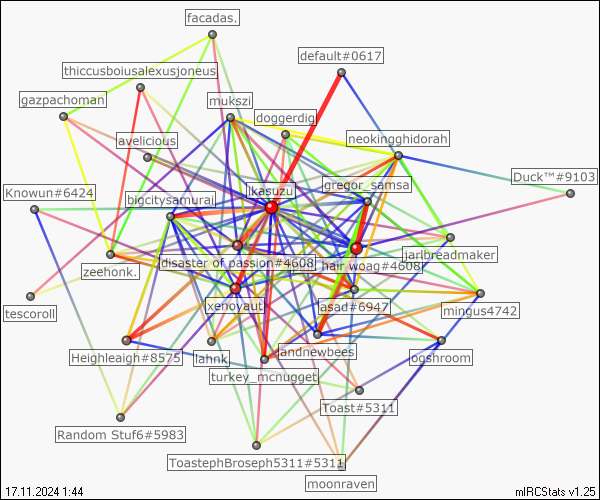 facadas.
default#0617
thiccusboiusalexusjoneus
gazpachoman
mukszi
doggerdig
avelicious
neokingghidorah
Duck™#9103
Knowun#6424
ikasuzu
gregor_samsa
bigcitysamuraj
jarlbreadmaker
zeehonk.
disaster of passion#4608
hair woag#4608
tescoroll
xenoyaut
asad#6947
mingus4742
Heighleaigh#8575
lahnk
andnewbees
ogshroom
turkey_mcnugget
Toast#5311
Random Stuf6#5983
ToastephBroseph5311#5311
moonraven
17.11.2024 1:44
mIRCStats v1.25